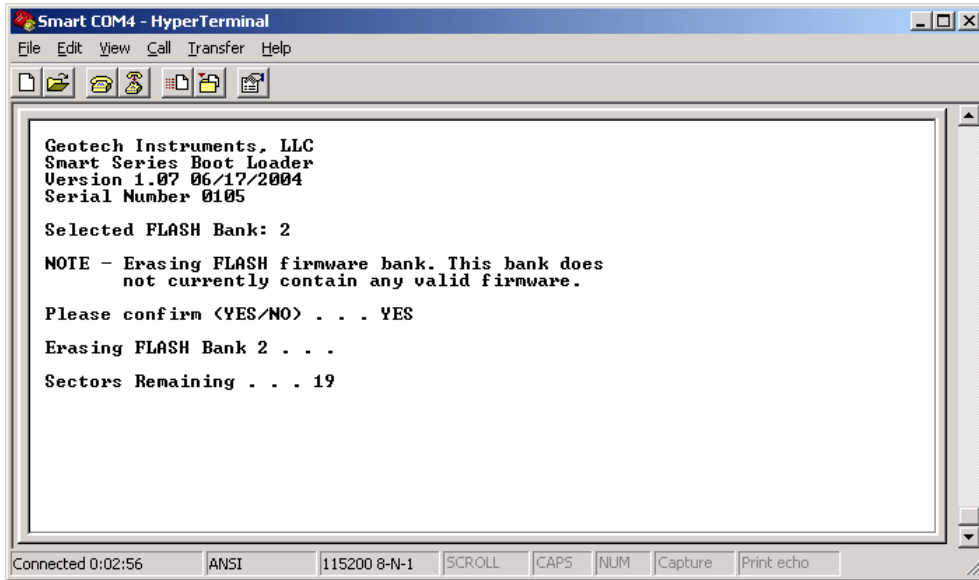 Smart COM4 - HyperTerminal
File Edit View Call Transfer Help
Geotech Instruments, LLC
Smart Series Boot Loader
Version 1.07 06/17/2004
Serial Number 0105
Selected FLASH Bank: 2
NOTE - Erasing FLASH firmware bank. This bank does
not currently contain any valid firmware.
Please confirm (YES/NO) . . . YES
Erasing FLASH Bank 2 . . .
Sectors Remaining . . . 19
Connected 0:02:56 ANSI 115200 8-N-1 SCROLL CAPS NUM Capture Print echo